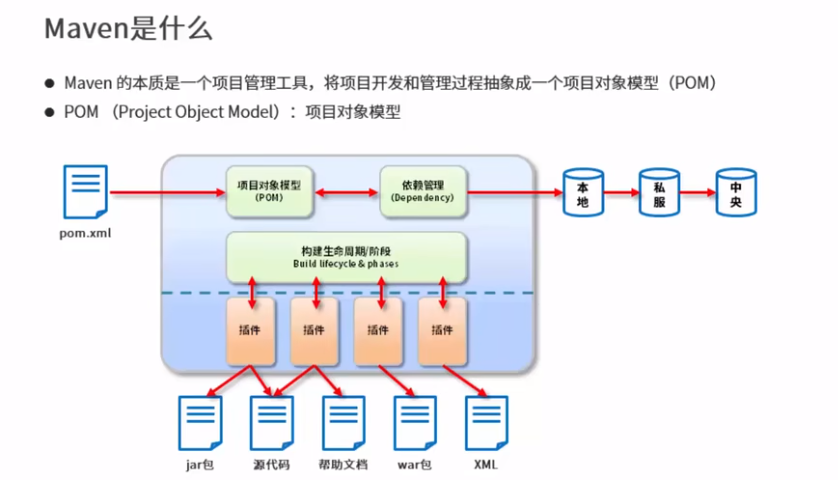 Maven是什么
Maven 的本质是一个项目管理工具，将项目开发和管理过程抽象成一个项目对象模型（POM）
POM （Project Object Model）：项目对象模型
pom.xml
项目对象模型
（POM）
依赖管理
（Dependency）
本地
私服
中央
构建生命周期/阶段
Build lifecycle & phases
插件
插件
插件
插件
jar包
源代码
帮助文档
war包
XML